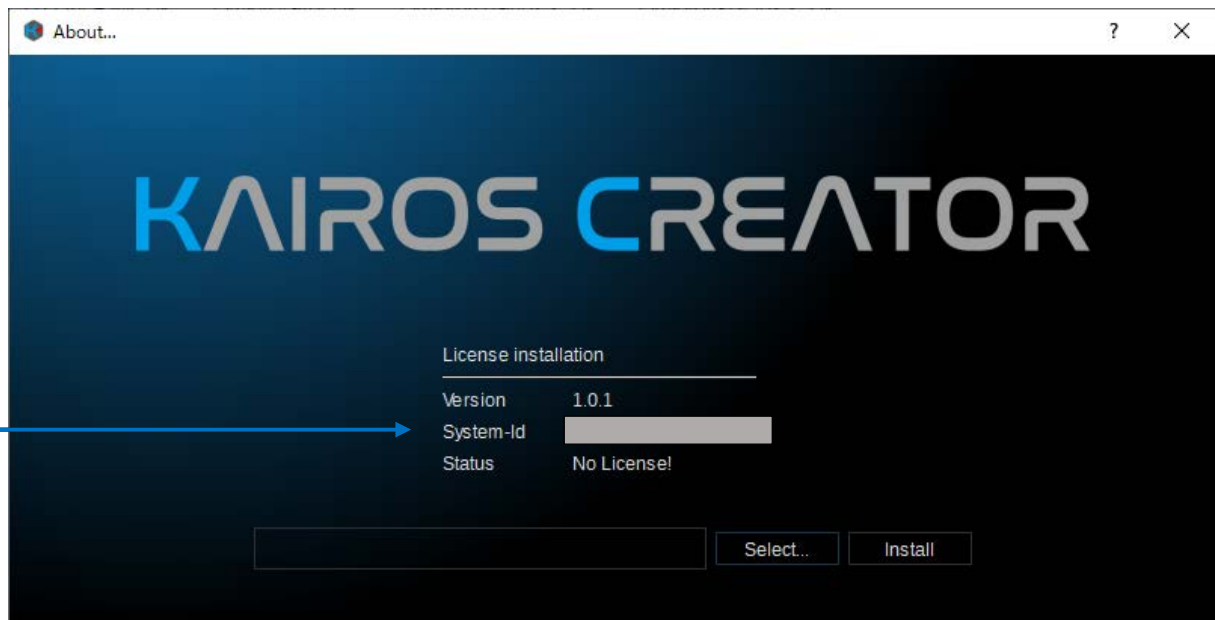 About...
KAIROS CREATOR
License installation
Version 1.0.1
System-Id
Status No License!
Select... Install